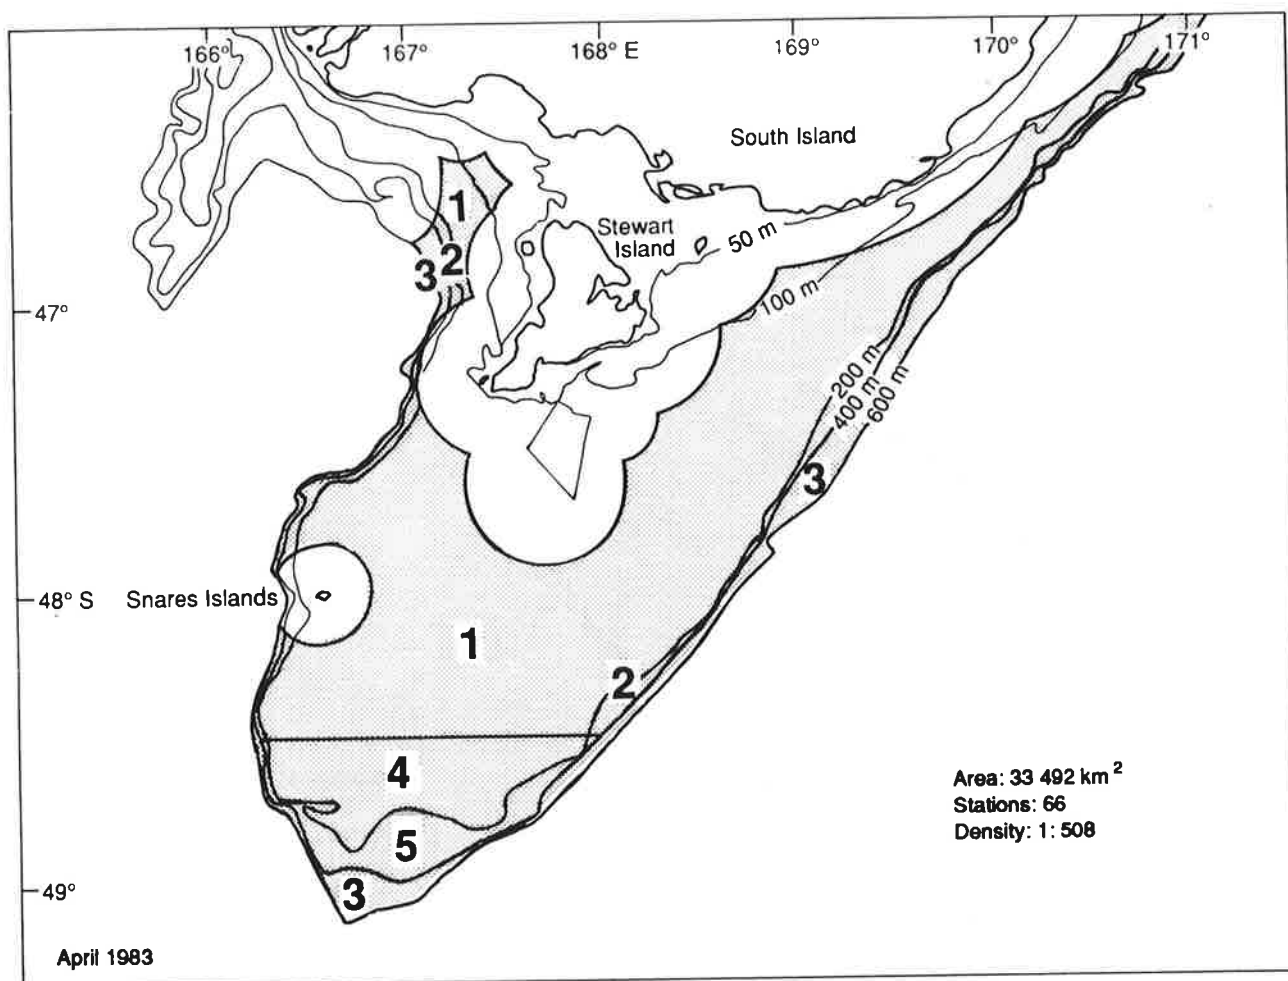 166°
167°
168° E
169°
170°
171°
South Island
1
Stewart
Island
50 m
3
2
100 m
47°
200 m
400 m
600 m
3
48° S
Snares Islands
1
2
4
Area: 33 492 km²
Stations: 66
Density: 1: 508
5
3
49°
April 1983